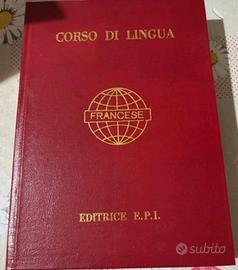 CORSO DI LINGUA
FRANCESE
EDITRICE E.P.I.
subito